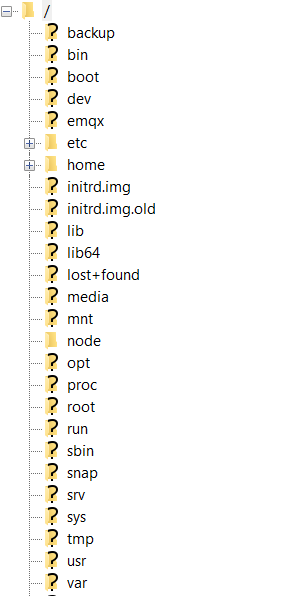 /
backup
bin
boot
dev
emqx
etc
home
initrd.img
initrd.img.old
lib
lib64
lost+found
media
mnt
node
opt
proc
root
run
sbin
snap
srv
sys
tmp
usr
var